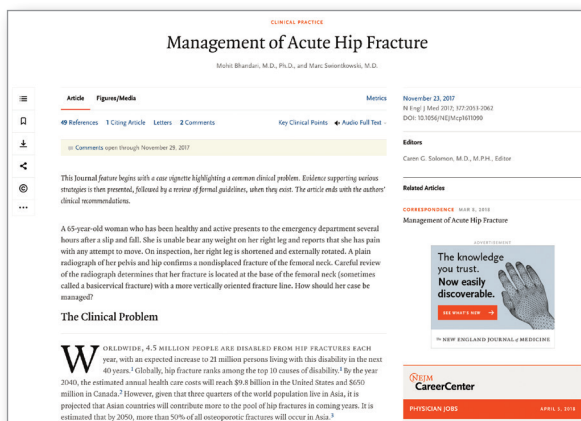 CLINICAL PRACTICE
Management of Acute Hip Fracture
Mohit Bhandari, M.D., Ph.D., and Marc Swiontkowski, M.D.
Article Figures/Media Metrics
49 References 1 Citing Article Letters 2 Comments Key Clinical Points Audio Full Text
Comments open through November 29, 2017
This Journal feature begins with a case vignette highlighting a common clinical problem. Evidence supporting various
strategies is then presented, followed by a review of formal guidelines, when they exist. The article ends with the authors'
clinical recommendations.
A 65-year-old woman who has been healthy and active presents to the emergency department several
hours after a slip and fall. She is unable bear any weight on her right leg and reports that she has pain
with any attempt to move. On inspection, her right leg is shortened and externally rotated. A plain
radiograph of her pelvis and hip confirms a nondisplaced fracture of the femoral neck. Careful review
of the radiograph determines that her fracture is located at the base of the femoral neck (sometimes
called a basicervical fracture) with a more vertically oriented fracture line. How should her case be
managed?
The Clinical Problem
WORLDWIDE, 4.5 MILLION PEOPLE ARE DISABLED FROM HIP FRACTURES EACH
year, with an expected increase to 21 million persons living with this disability in the next
40 years.1 Globally, hip fracture ranks among the top 10 causes of disability.1 By the year
2040, the estimated annual health care costs will reach $9.8 billion in the United States and $650
million in Canada.2 However, given that three quarters of the world population live in Asia, it is
projected that Asian countries will contribute more to the pool of hip fractures in coming years. It is
estimated that by 2050, more than 50% of all osteoporotic fractures will occur in Asia.3
November 23, 2017
N Engl J Med 2017; 377:2053-2062
DOI: 10.1056/NEJMcp1611090
Editors
Caren G. Solomon, M.D., M.P.H., Editor
Related Articles
CORRESPONDENCE MAR 5, 2018
Management of Acute Hip Fracture
ADVERTISEMENT
The knowledge
you trust.
Now easily
discoverable.
SEE WHAT'S NEW
The NEW ENGLAND JOURNAL of MEDICINE
NEJM
CareerCenter
PHYSICIAN JOBS APRIL 5, 2018